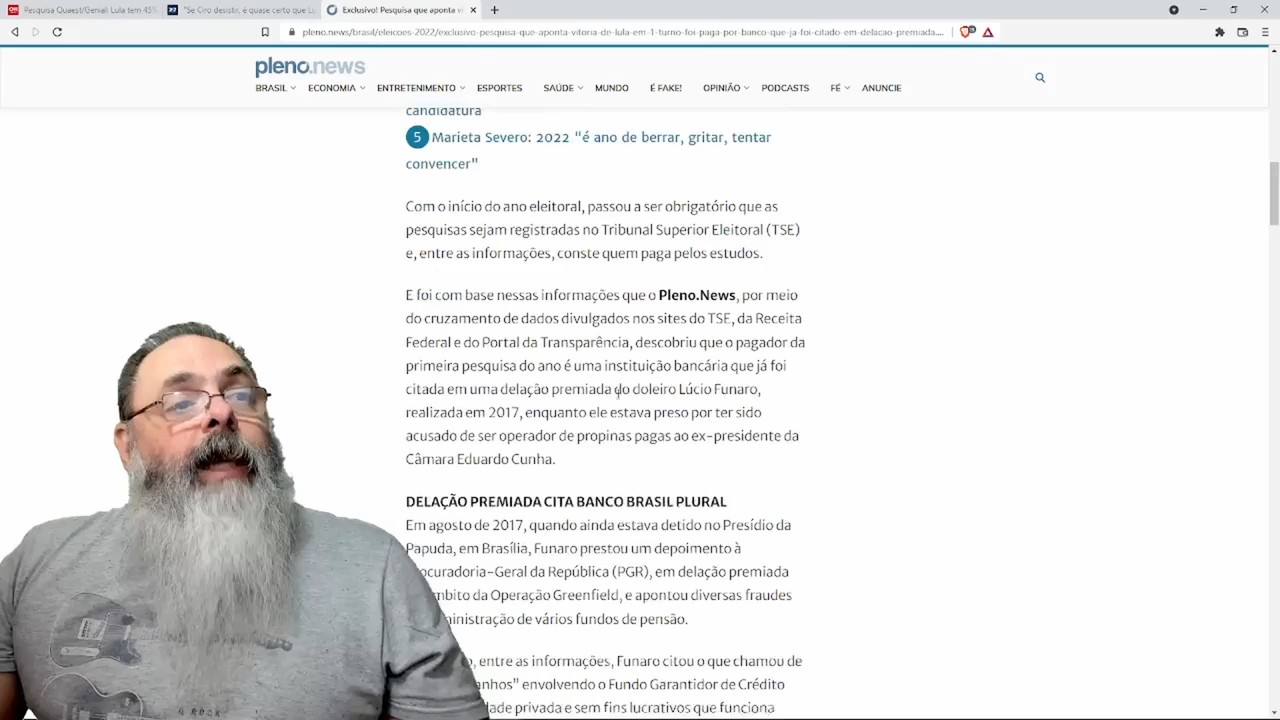 Pesquisa Quaest/Genial: Lula tem 45%
"Se Ciro desistir, é quase certo que Lu
Exclusivo! Pesquisa que aponta vi
pleno.news/brasil/eleicoes-2022/exclusivo-pesquisa-que-aponta-vitoria-de-lula-em-1-turno-foi-paga-por-banco-que-ja-foi-citado-em-delacao-premiada....
pleno.news
BRASIL ECONOMIA ENTRETENIMENTO ESPORTES SAÚDE MUNDO É FAKE! OPINIÃO PODCASTS FÉ ANUNCIE
candidatura
5 Marieta Severo: 2022 "é ano de berrar, gritar, tentar
convencer"
Com o início do ano eleitoral, passou a ser obrigatório que as
pesquisas sejam registradas no Tribunal Superior Eleitoral (TSE)
e, entre as informações, conste quem paga pelos estudos.
E foi com base nessas informações que o Pleno.News, por meio
do cruzamento de dados divulgados nos sites do TSE, da Receita
Federal e do Portal da Transparência, descobriu que o pagador da
primeira pesquisa do ano é uma instituição bancária que já foi
citada em uma delação premiada do doleiro Lúcio Funaro,
realizada em 2017, enquanto ele estava preso por ter sido
acusado de ser operador de propinas pagas ao ex-presidente da
Câmara Eduardo Cunha.
DELAÇÃO PREMIADA CITA BANCO BRASIL PLURAL
Em agosto de 2017, quando ainda estava detido no Presídio da
Papuda, em Brasília, Funaro prestou um depoimento à
ocuradoria-Geral da República (PGR), em delação premiada
mbito da Operação Greenfield, e apontou diversas fraudes
ministração de vários fundos de pensão.
o, entre as informações, Funaro citou o que chamou de
anhos" envolvendo o Fundo Garantidor de Crédito
dade privada e sem fins lucrativos que funciona